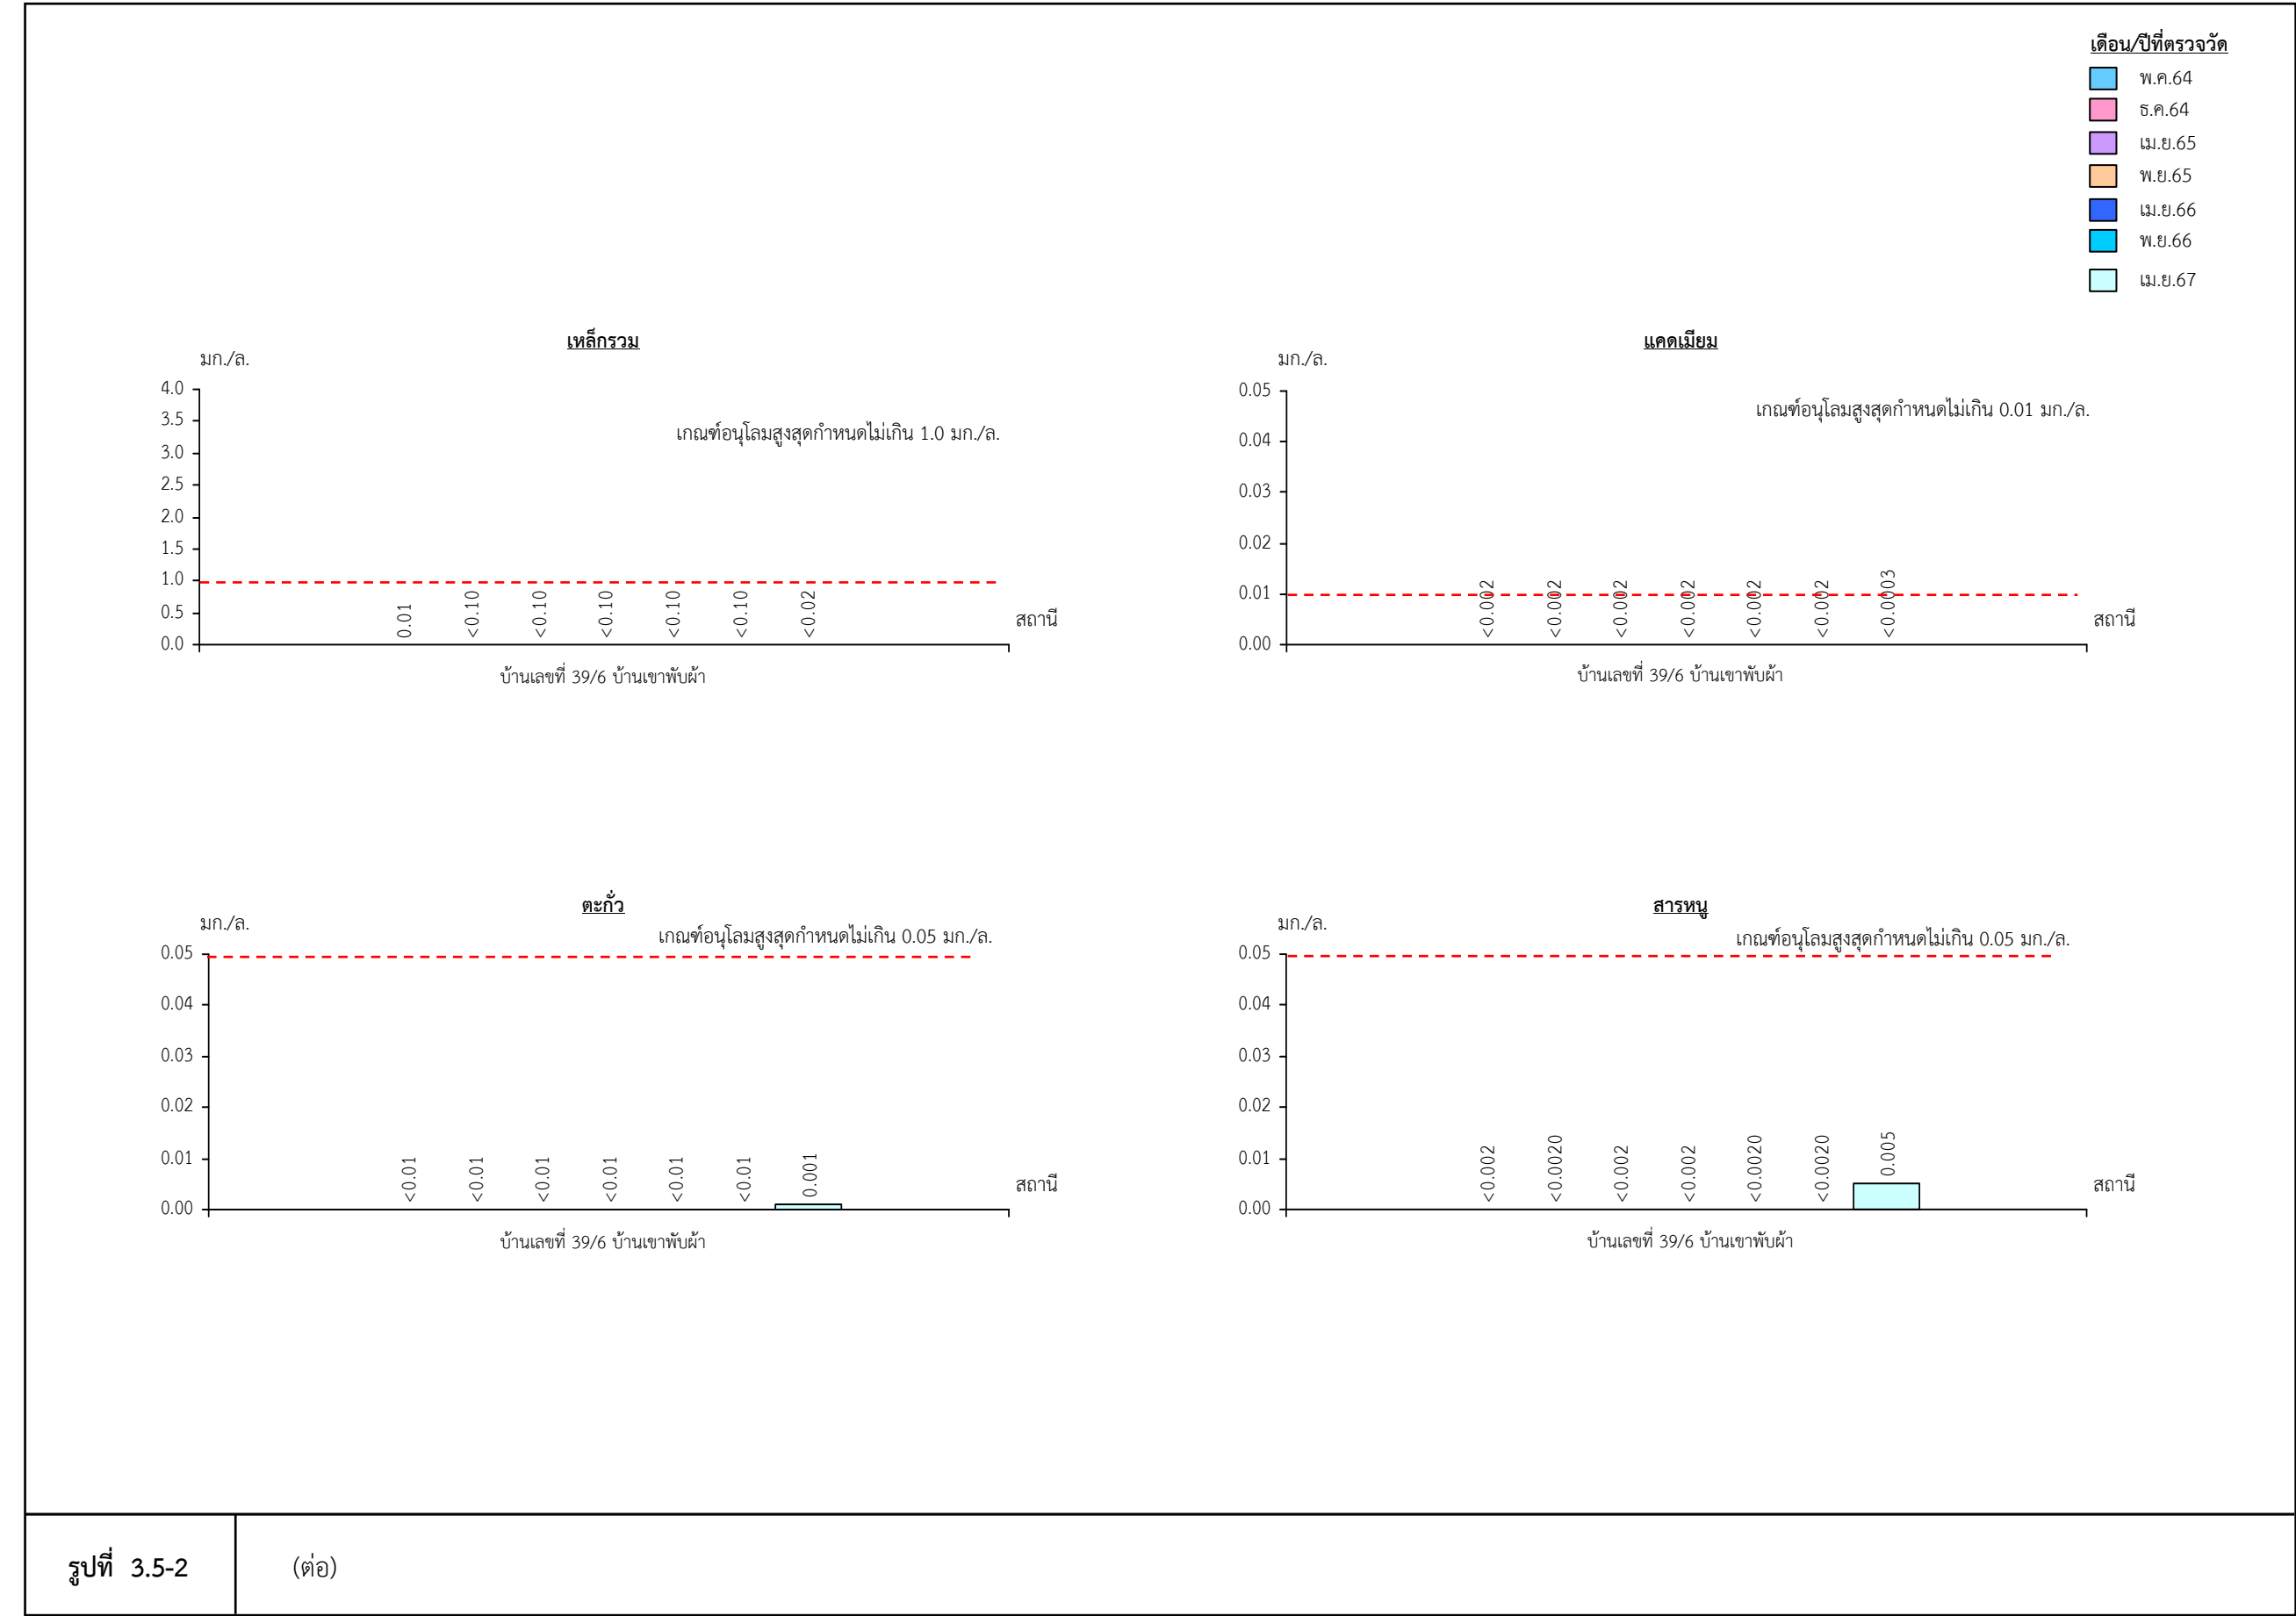 เดือน/ปีที่ตรวจวัด
พ.ค.64
ธ.ค.64
เม.ย.65
พ.ย.65
เม.ย.66
พ.ย.66
เม.ย.67
เหล็กรวม
มก./ล.
เกณฑ์อนุโลมสูงสุดกำหนดไม่เกิน 1.0 มก./ล.
4.0
3.5
3.0
2.5
2.0
1.5
1.0
0.5
0.0
0.01 <0.10 <0.10 <0.10 <0.10 <0.10 <0.02
สถานี
บ้านเลขที่ 39/6 บ้านเขาพับผ้า
แคดเมียม
มก./ล.
เกณฑ์อนุโลมสูงสุดกำหนดไม่เกิน 0.01 มก./ล.
0.05
0.04
0.03
0.02
0.01
0.00
<0.002 <0.002 <0.002 <0.002 <0.002 <0.002 <0.0003
สถานี
บ้านเลขที่ 39/6 บ้านเขาพับผ้า
ตะกั่ว
มก./ล.
เกณฑ์อนุโลมสูงสุดกำหนดไม่เกิน 0.05 มก./ล.
0.05
0.04
0.03
0.02
0.01
0.00
<0.01 <0.01 <0.01 <0.01 <0.01 <0.01 0.001
สถานี
บ้านเลขที่ 39/6 บ้านเขาพับผ้า
สารหนู
มก./ล.
เกณฑ์อนุโลมสูงสุดกำหนดไม่เกิน 0.05 มก./ล.
0.05
0.04
0.03
0.02
0.01
0.00
<0.002 <0.0020 <0.002 <0.002 <0.0020 <0.0020 0.005
สถานี
บ้านเลขที่ 39/6 บ้านเขาพับผ้า
รูปที่ 3.5-2
(ต่อ)